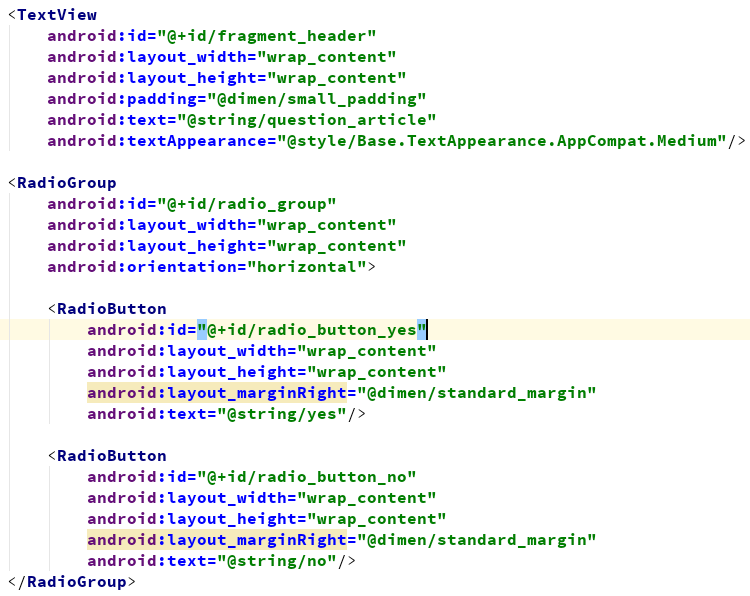 <TextView
    android:id="@+id/fragment_header"
    android:layout_width="wrap_content"
    android:layout_height="wrap_content"
    android:padding="@dimen/small_padding"
    android:text="@string/question_article"
    android:textAppearance="@style/Base.TextAppearance.AppCompat.Medium"/>

<RadioGroup
    android:id="@+id/radio_group"
    android:layout_width="wrap_content"
    android:layout_height="wrap_content"
    android:orientation="horizontal">

    <RadioButton
        android:id="@+id/radio_button_yes"
        android:layout_width="wrap_content"
        android:layout_height="wrap_content"
        android:layout_marginRight="@dimen/standard_margin"
        android:text="@string/yes"/>

    <RadioButton
        android:id="@+id/radio_button_no"
        android:layout_width="wrap_content"
        android:layout_height="wrap_content"
        android:layout_marginRight="@dimen/standard_margin"
        android:text="@string/no"/>
</RadioGroup>